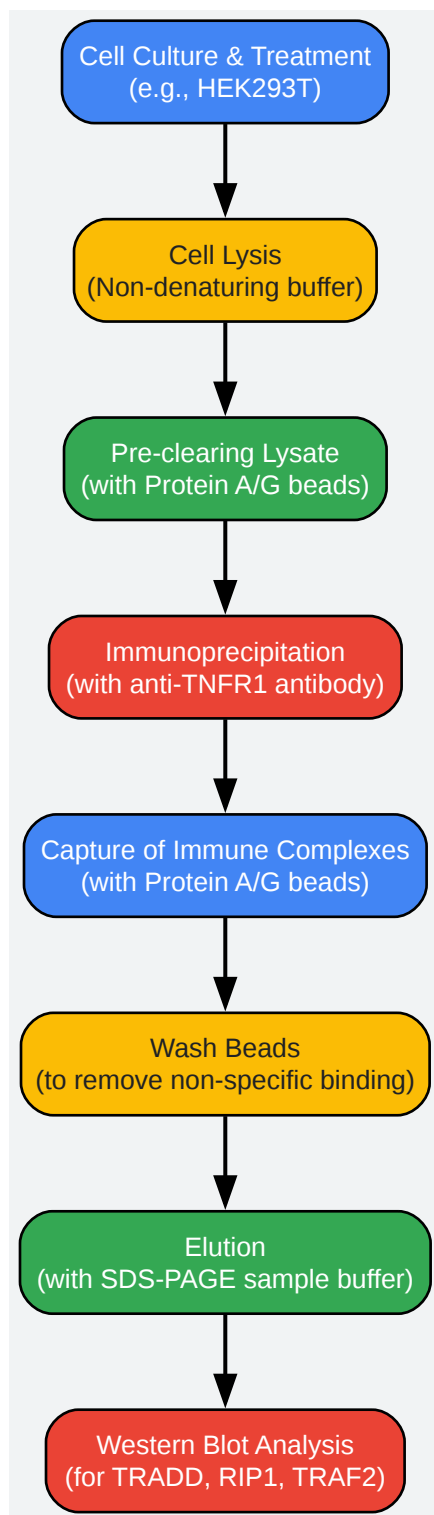 Cell Culture & Treatment
(e.g., HEK293T)
Cell Lysis
(Non-denaturing buffer)
Pre-clearing Lysate
(with Protein A/G beads)
Immunoprecipitation
(with anti-TNFR1 antibody)
Capture of Immune Complexes
(with Protein A/G beads)
Wash Beads
(to remove non-specific binding)
Elution
(with SDS-PAGE sample buffer)
Western Blot Analysis
(for TRADD, RIP1, TRAF2)